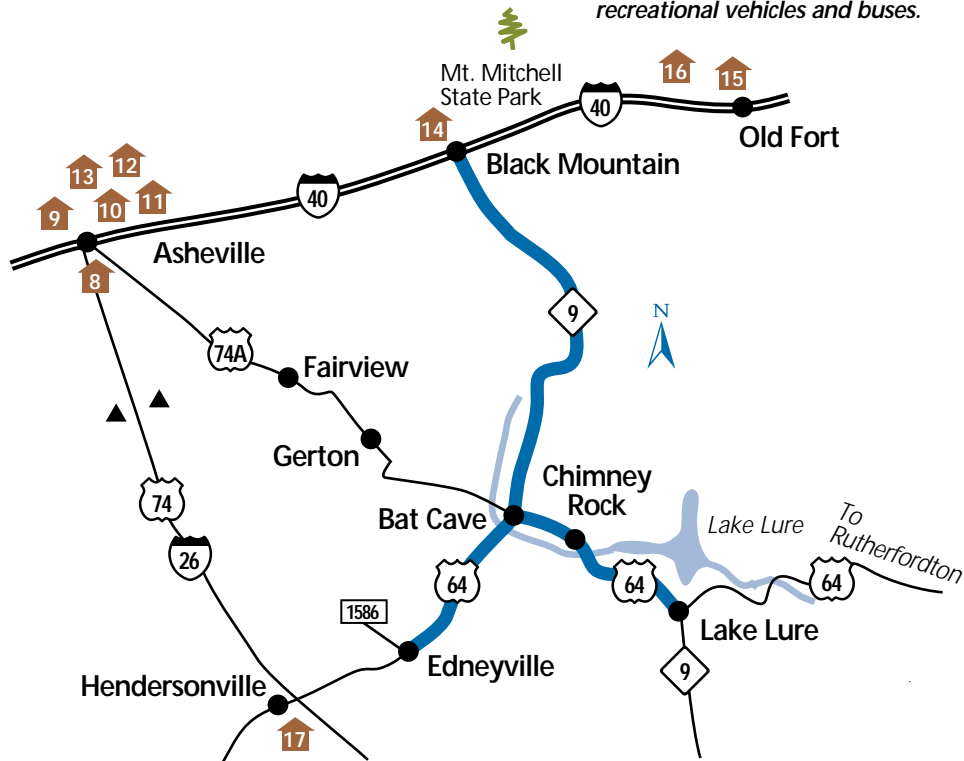 recreational vehicles and buses.
Mt. Mitchell
State Park
16
15
40
14
Old Fort
Black Mountain
13
12
40
9
10
11
Asheville
8
N
9
74A
Fairview
Gerton
Chimney
Rock
74
Bat Cave
Lake Lure
To
Rutherfordton
26
64
64
64
1586
Lake Lure
Edneyville
9
Hendersonville
17